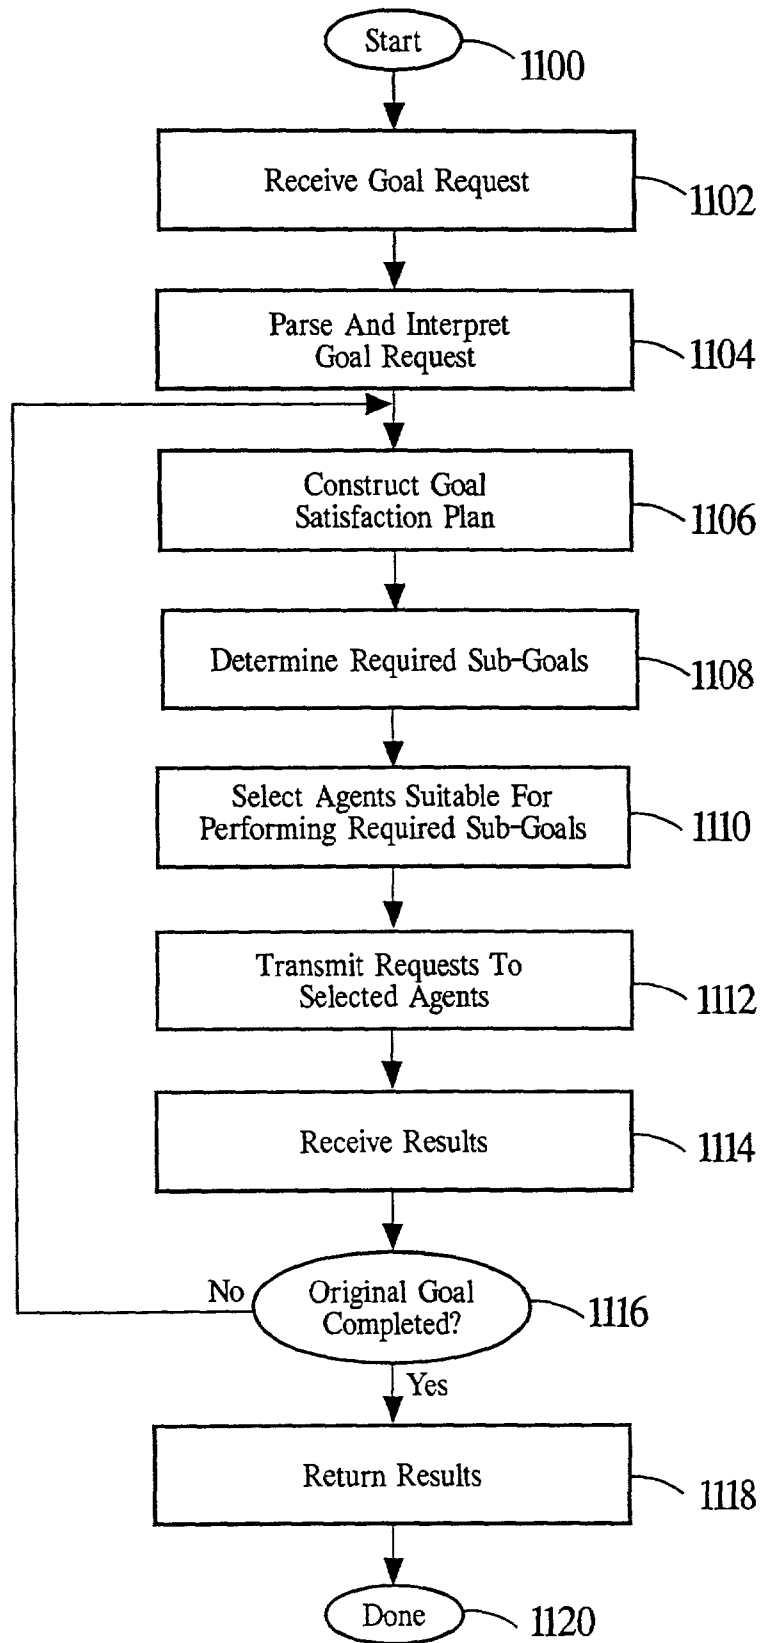 Start
1100
Receive Goal Request
1102
Parse And Interpret
Goal Request
1104
Construct Goal
Satisfaction Plan
1106
Determine Required Sub-Goals
1108
Select Agents Suitable For
Performing Required Sub-Goals
1110
Transmit Requests To
Selected Agents
1112
Receive Results
1114
No
Original Goal
Completed?
1116
Yes
Return Results
1118
Done
1120